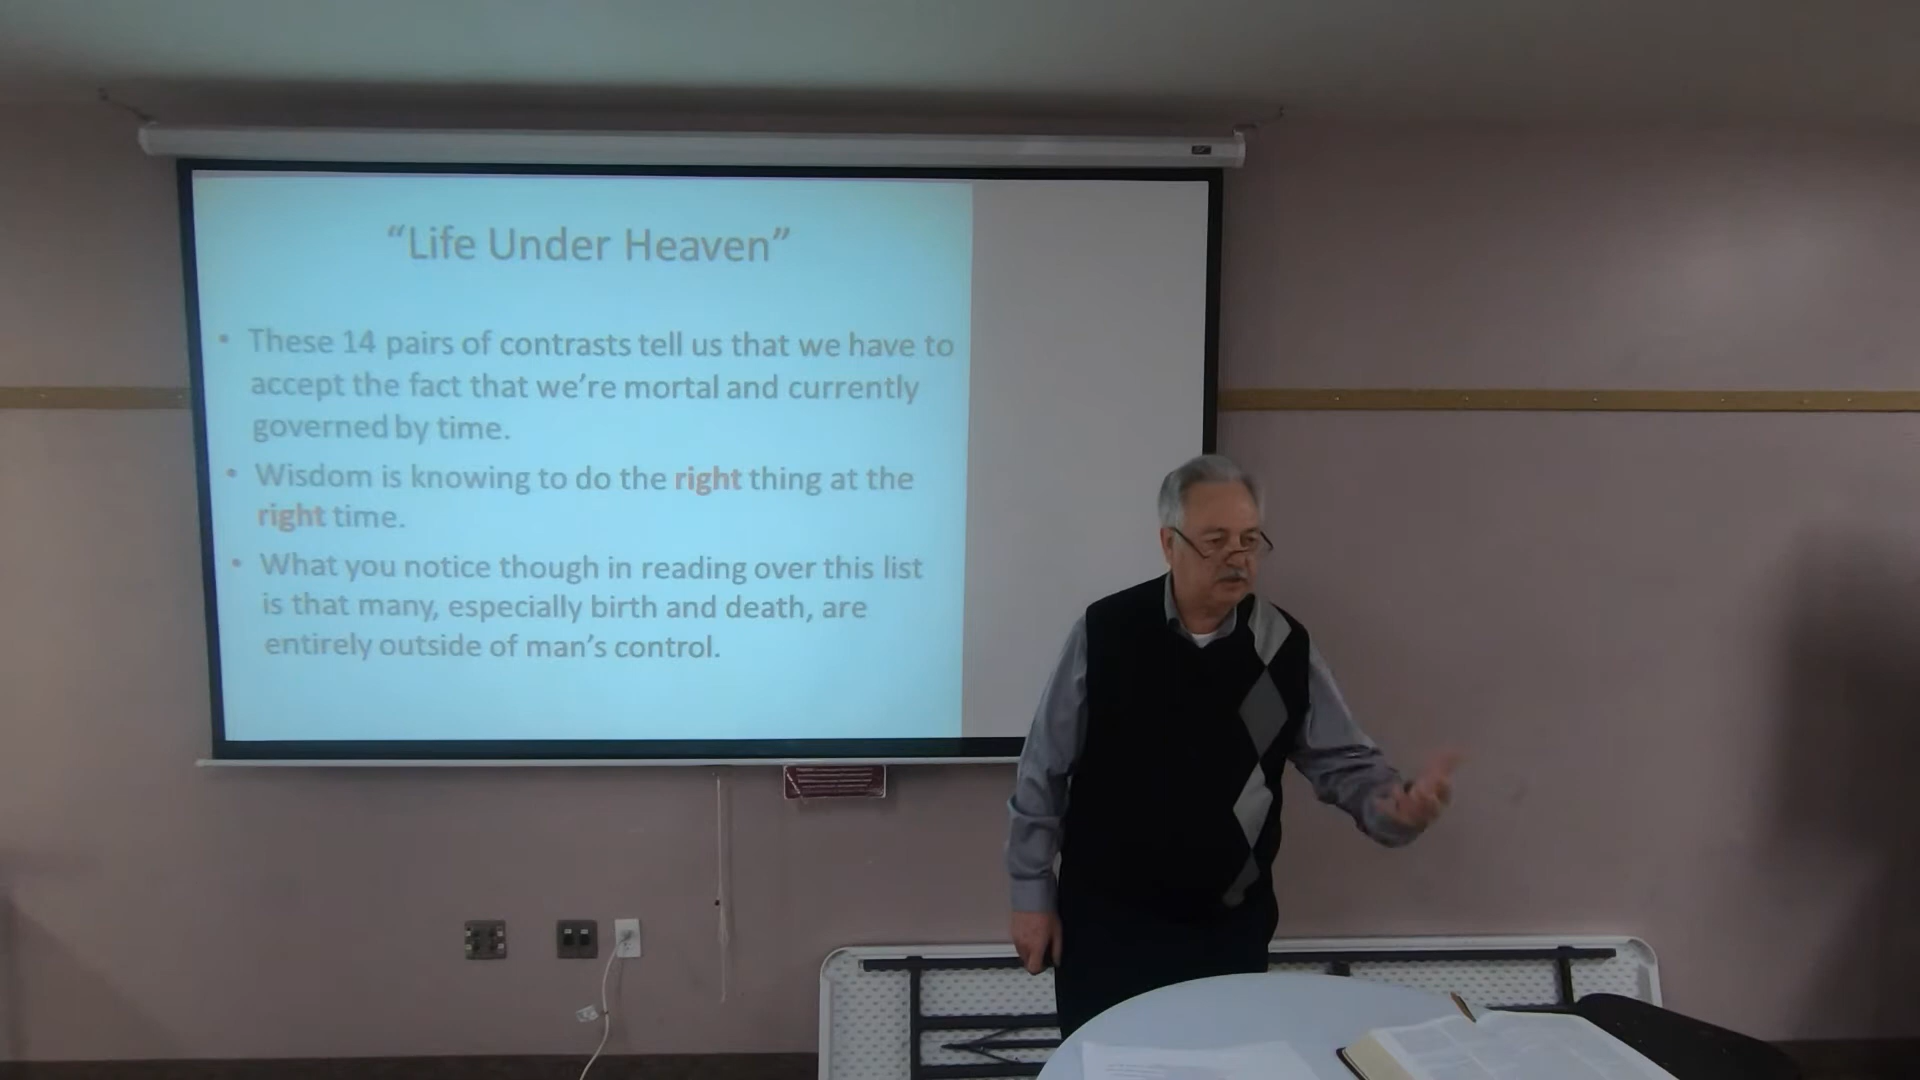 “Life Under Heaven”
• These 14 pairs of contrasts tell us that we have to
accept the fact that we’re mortal and currently
governed by time.
• Wisdom is knowing to do the right thing at the
right time.
• What you notice though in reading over this list
is that many, especially birth and death, are
entirely outside of man’s control.